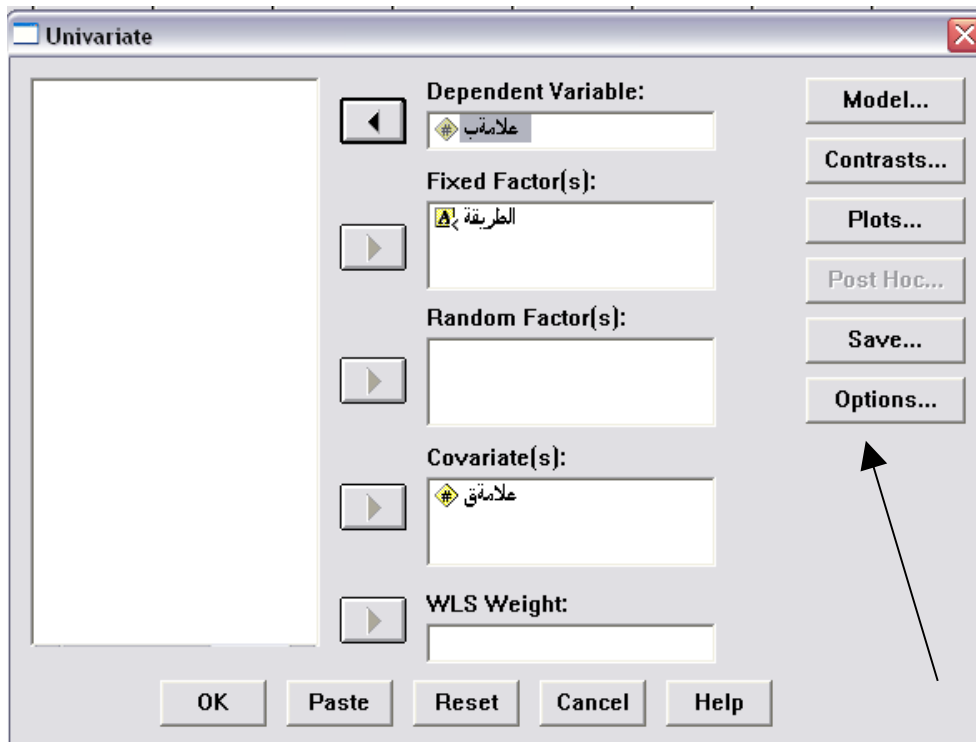 Univariate
Dependent Variable:
علامةب
Fixed Factor(s):
الطريقة
Random Factor(s):
Covariate(s):
علامةق
WLS Weight:
Model...
Contrasts...
Plots...
Post Hoc...
Save...
Options...
OK Paste Reset Cancel Help